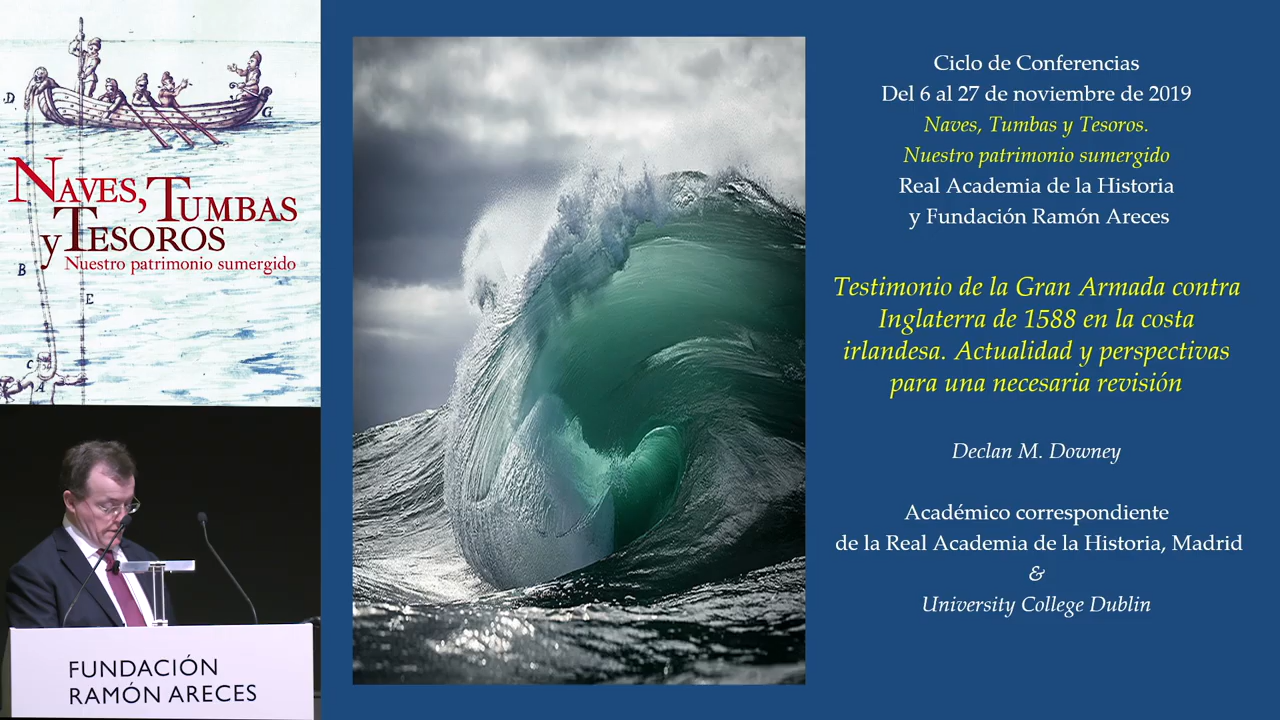 D
G
NAVES, TUMBAS
y TESOROS
Nuestro patrimonio sumergido
B
E
C
A
FUNDACIÓN
RAMÓN ARECES
Ciclo de Conferencias
Del 6 al 27 de noviembre de 2019
Naves, Tumbas y Tesoros.
Nuestro patrimonio sumergido
Real Academia de la Historia
y Fundación Ramón Areces
Testimonio de la Gran Armada contra
Inglaterra de 1588 en la costa
irlandesa. Actualidad y perspectivas
para una necesaria revisión
Declan M. Downey
Académico correspondiente
de la Real Academia de la Historia, Madrid
&
University College Dublin